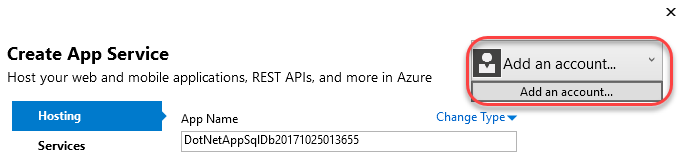 Create App Service
Host your web and mobile applications, REST APIs, and more in Azure
Add an account...
Add an account...
Hosting
Services
App Name
Change Type
DotNetAppSqlDb20171025013655